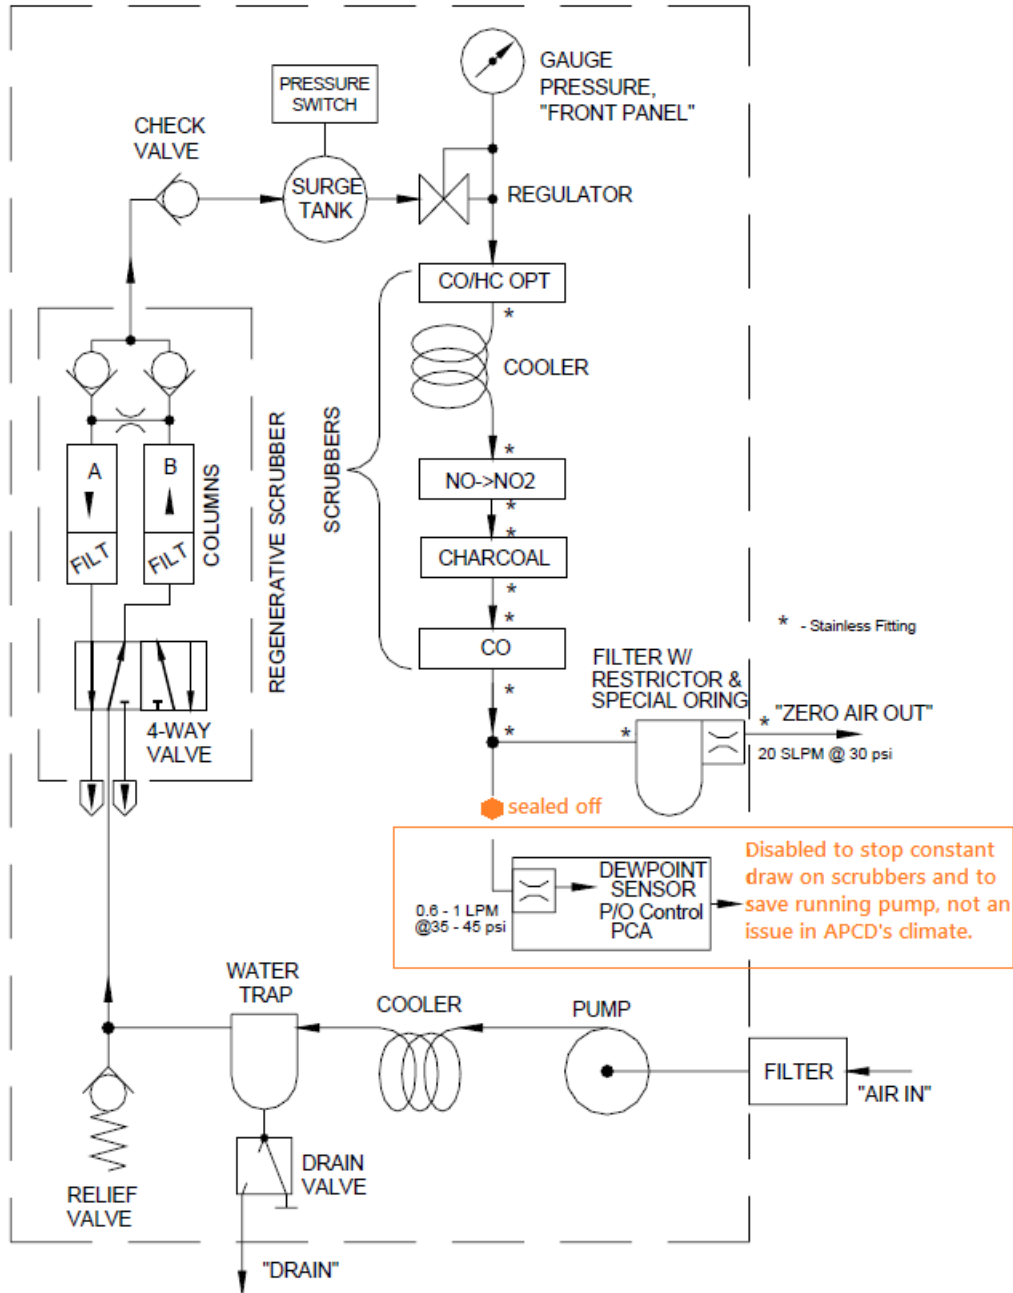 GAUGE
PRESSURE,
"FRONT PANEL"
PRESSURE
SWITCH
CHECK
VALVE
SURGE
TANK
REGULATOR
CO/HC OPT
*
COOLER
SCRUBBERS
*
NO->NO2
*
*
CHARCOAL
*
*
CO
*
*
A
B
FILT
FILT
COLUMNS
REGENERATIVE SCRUBBER
4-WAY
VALVE
* - Stainless Fitting
FILTER W/
RESTRICTOR &
SPECIAL ORING
*
* "ZERO AIR OUT"
20 SLPM @ 30 psi
sealed off
DEWPOINT
SENSOR
P/O Control
PCA
0.6 - 1 LPM
@35 - 45 psi
Disabled to stop constant
draw on scrubbers and to
save running pump, not an
issue in APCD's climate.
WATER
TRAP
COOLER
PUMP
FILTER
"AIR IN"
DRAIN
VALVE
RELIEF
VALVE
"DRAIN"